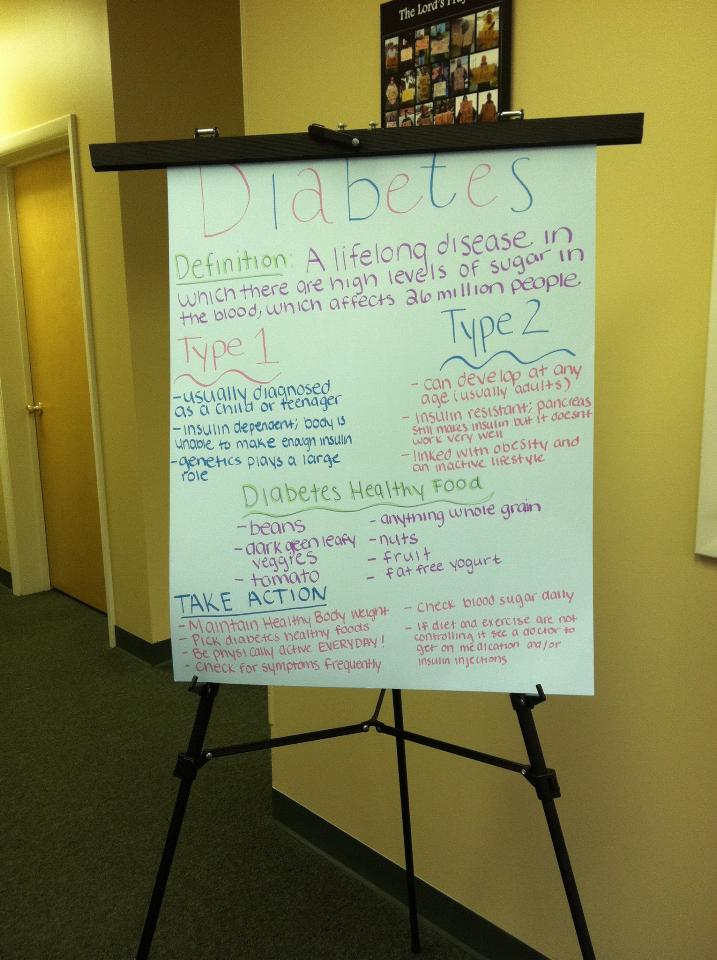 The Lord's
Diabetes
Definition: A lifelong disease in
which there are high levels of sugar in
the blood, which affects 26 million people.
Type 1
-usually diagnosed
as a child or teenager
-insulin dependent; body is
unable to make enough insulin
-genetics plays a large
role
Type 2
- can develop at any
age (usually adults)
- insulin resistant; pancreas
still makes insulin but it doesn't
work very well
- linked with obesity and
an inactive lifestyle
Diabetes Healthy Food
-beans
-dark geen leafy
veggies
- tomato
- anything whole grain
-nuts
- fruit
- fat free yogurt
TAKE ACTION
- Maintain Healthy Body Weight
- Pick diabetes healthy foods
- Be physically active EVERYDAY!
- Check for symptoms frequently
- Check blood sugar daily
- If diet and exercise are not
controlling it see a doctor to
get on medication and/or
insulin injections